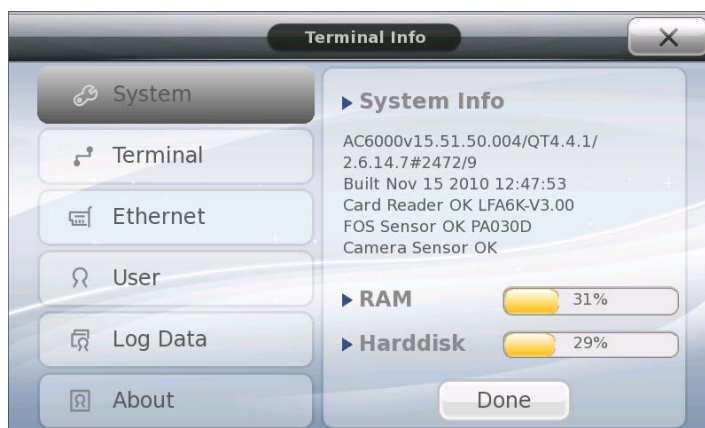 Terminal Info
System
Terminal
Ethernet
User
Log Data
About
System Info
AC6000v15.51.50.004/QT4.4.1/
2.6.14.7#2472/9
Built Nov 15 2010 12:47:53
Card Reader OK LFA6K-V3.00
FOS Sensor OK PA030D
Camera Sensor OK
RAM 31%
Harddisk 29%
Done